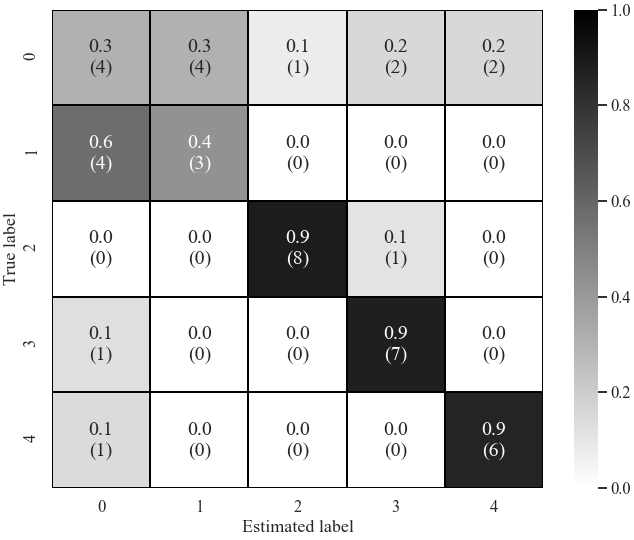 0 0.3 0.3 0.1 0.2 0.2
(4) (4) (1) (2) (2)
1 0.6 0.4 0.0 0.0 0.0
(4) (3) (0) (0) (0)
2 0.0 0.0 0.9 0.1 0.0
(0) (0) (8) (1) (0)
3 0.1 0.0 0.0 0.9 0.0
(1) (0) (0) (7) (0)
4 0.1 0.0 0.0 0.0 0.9
(1) (0) (0) (0) (6)
0 1 2 3 4
Estimated label
True label
1.0
0.8
0.6
0.4
0.2
0.0